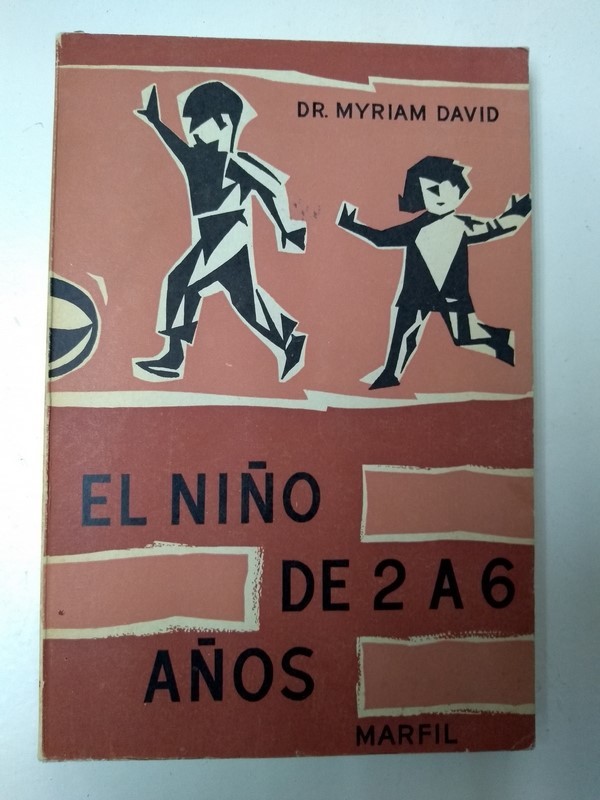 DR. MYRIAM DAVID
EL NIÑO
DE 2 A 6
AÑOS
MARFIL